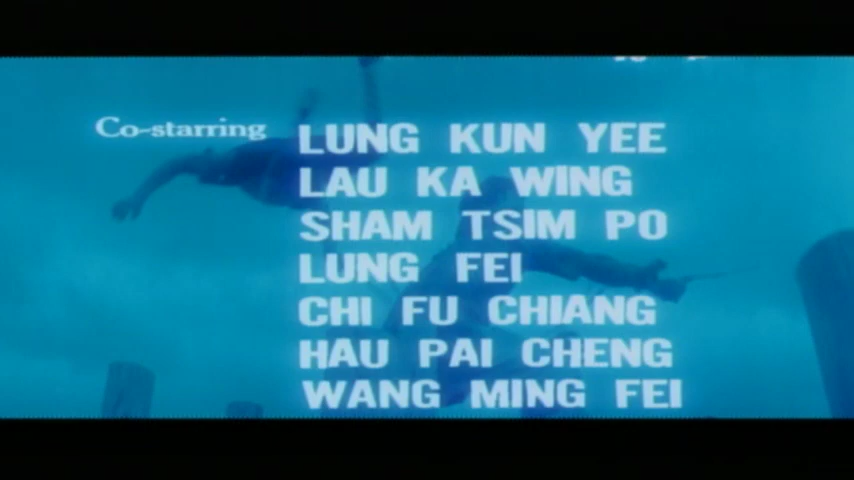 Co-starring LUNG KUN YEE
LAU KA WING
SHAM TSIM PO
LUNG FEI
CHI FU CHIANG
HAU PAI CHENG
WANG MING FEI